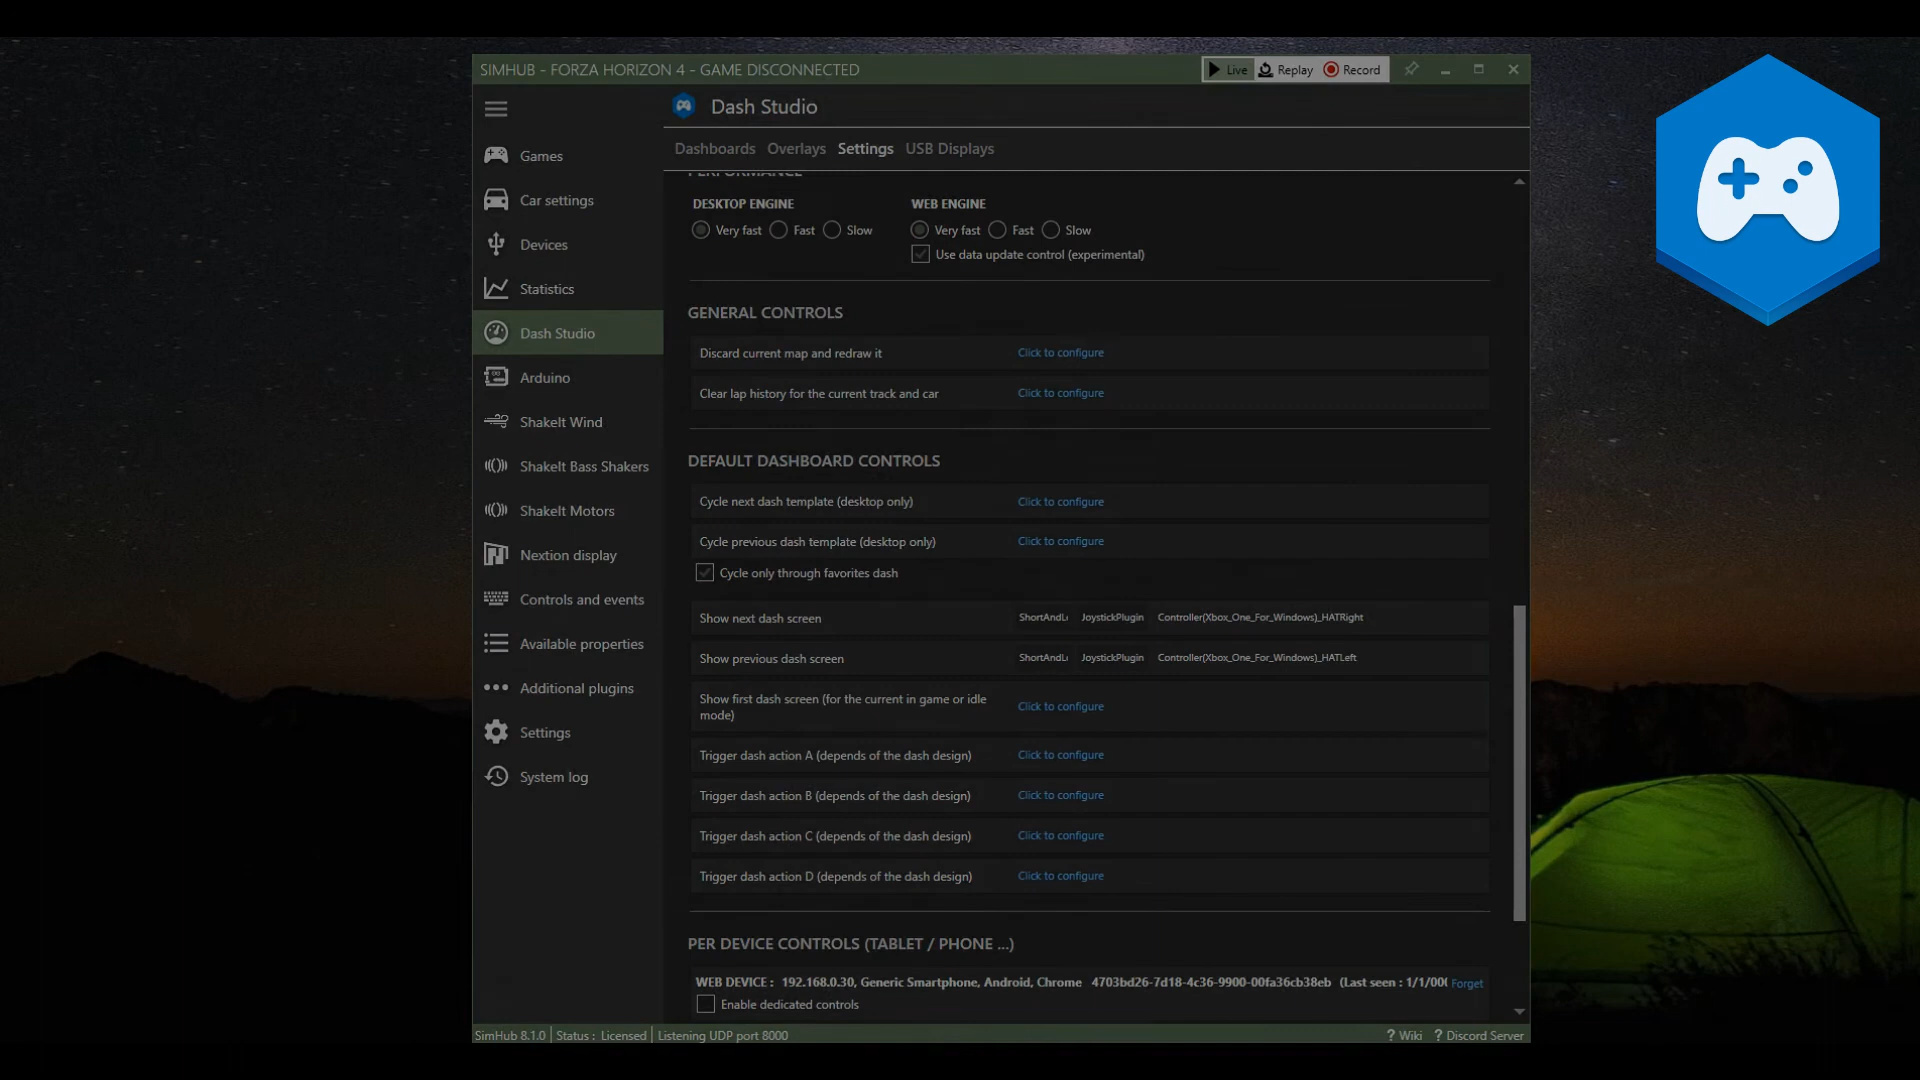 SIMHUB - FORZA HORIZON 4 - GAME DISCONNECTED
Live Replay Record
Dash Studio
Dashboards Overlays Settings USB Displays
Games
Car settings
Devices
Statistics
Dash Studio
Arduino
ShakeIt Wind
ShakeIt Bass Shakers
ShakeIt Motors
Nextion display
Controls and events
Available properties
Additional plugins
Settings
System log
PERFORMANCE
DESKTOP ENGINE
Very fast Fast Slow
WEB ENGINE
Very fast Fast Slow
Use data update control (experimental)
GENERAL CONTROLS
Discard current map and redraw it Click to configure
Clear lap history for the current track and car Click to configure
DEFAULT DASHBOARD CONTROLS
Cycle next dash template (desktop only) Click to configure
Cycle previous dash template (desktop only) Click to configure
Cycle only through favorites dash
Show next dash screen ShortAndL JoystickPlugin Controller(Xbox_One_For_Windows)_HATRight
Show previous dash screen ShortAndL JoystickPlugin Controller(Xbox_One_For_Windows)_HATLeft
Show first dash screen (for the current in game or idle
mode) Click to configure
Trigger dash action A (depends of the dash design) Click to configure
Trigger dash action B (depends of the dash design) Click to configure
Trigger dash action C (depends of the dash design) Click to configure
Trigger dash action D (depends of the dash design) Click to configure
PER DEVICE CONTROLS (TABLET / PHONE ...)
WEB DEVICE : 192.168.0.30, Generic Smartphone, Android, Chrome 4703bd26-7d18-4c36-9900-00fa36cb38eb (Last seen : 1/1/000 Forget
Enable dedicated controls
SimHub 8.1.0 Status : Licensed Listening UDP port 8000 ? Wiki ? Discord Server